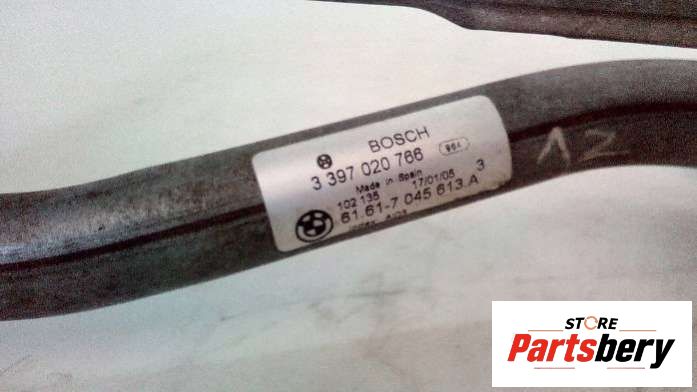 BOSCH
3 397 020 766 964
Made in Spain 3
102 135 17/01/05
61.61-7 045 613.A
AZ
STORE
Partsbery